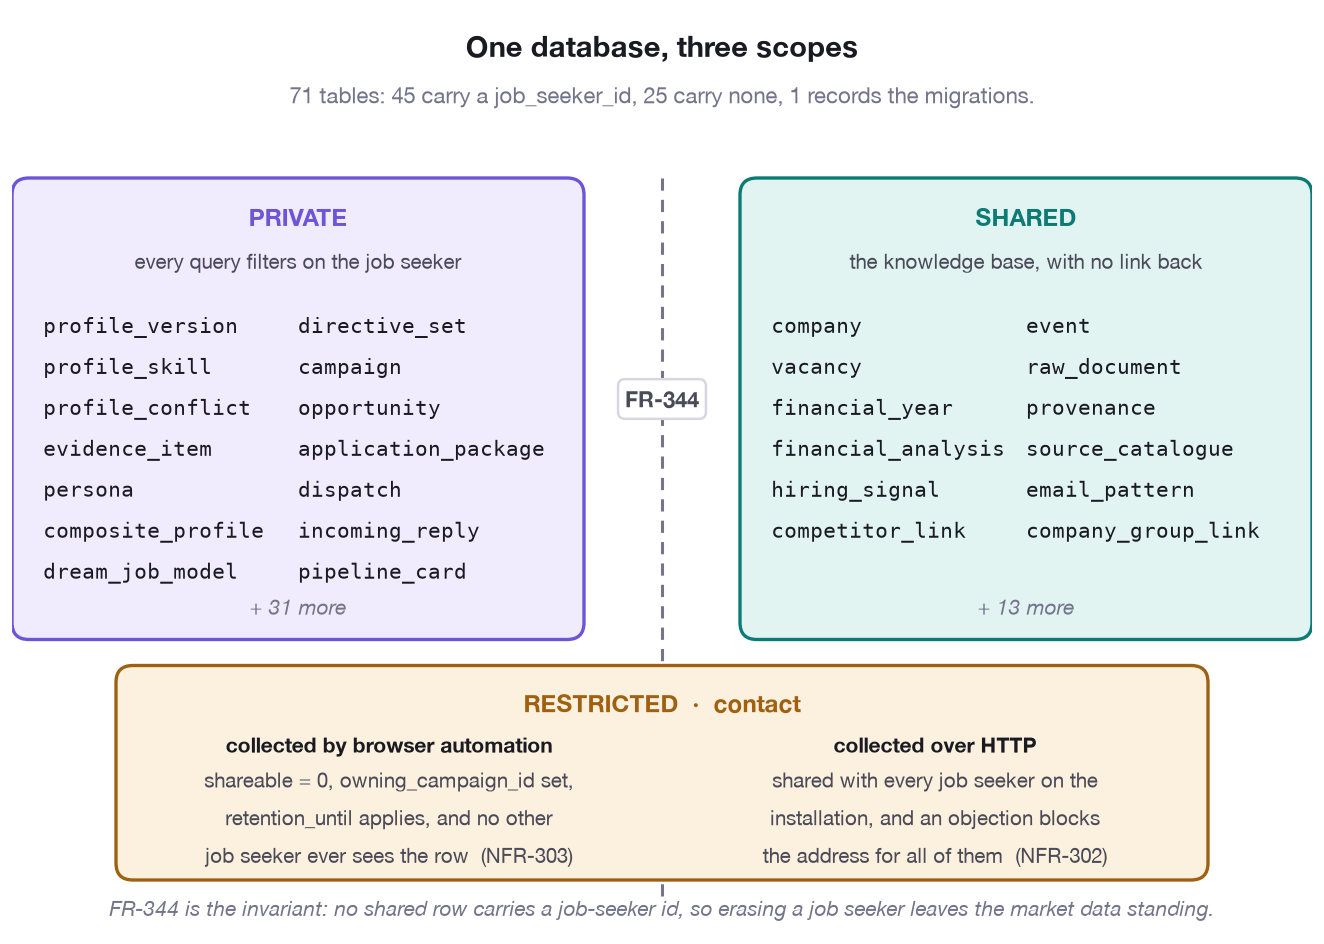 One database, three scopes
71 tables: 45 carry a job_seeker_id, 25 carry none, 1 records the migrations.
PRIVATE
every query filters on the job seeker
profile_version directive_set
profile_skill campaign
profile_conflict opportunity
evidence_item application_package
persona dispatch
composite_profile incoming_reply
dream_job_model pipeline_card
+ 31 more
FR-344
SHARED
the knowledge base, with no link back
company event
vacancy raw_document
financial_year provenance
financial_analysis source_catalogue
hiring_signal email_pattern
competitor_link company_group_link
+ 13 more
RESTRICTED · contact
collected by browser automation
shareable = 0, owning_campaign_id set,
retention_until applies, and no other
job seeker ever sees the row (NFR-303)
collected over HTTP
shared with every job seeker on the
installation, and an objection blocks
the address for all of them (NFR-302)
FR-344 is the invariant: no shared row carries a job-seeker id, so erasing a job seeker leaves the market data standing.